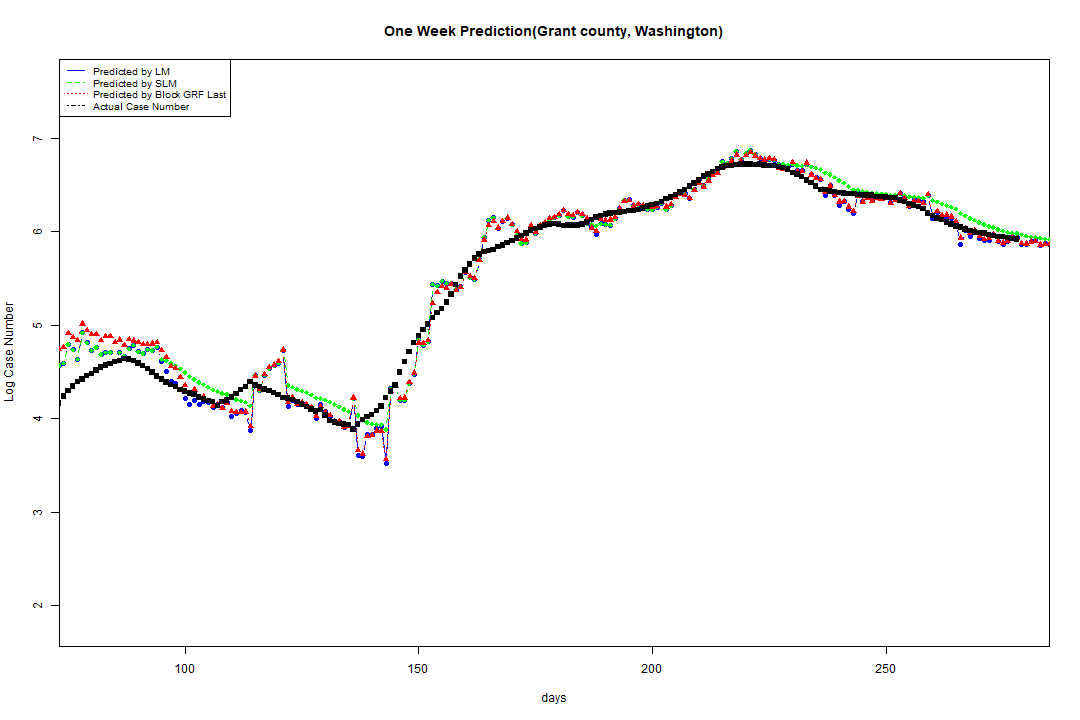 One Week Prediction(Grant county, Washington)
Predicted by LM
Predicted by SLM
Predicted by Block GRF Last
Actual Case Number
Log Case Number
7
6
5
4
3
2
100 150 200 250
days